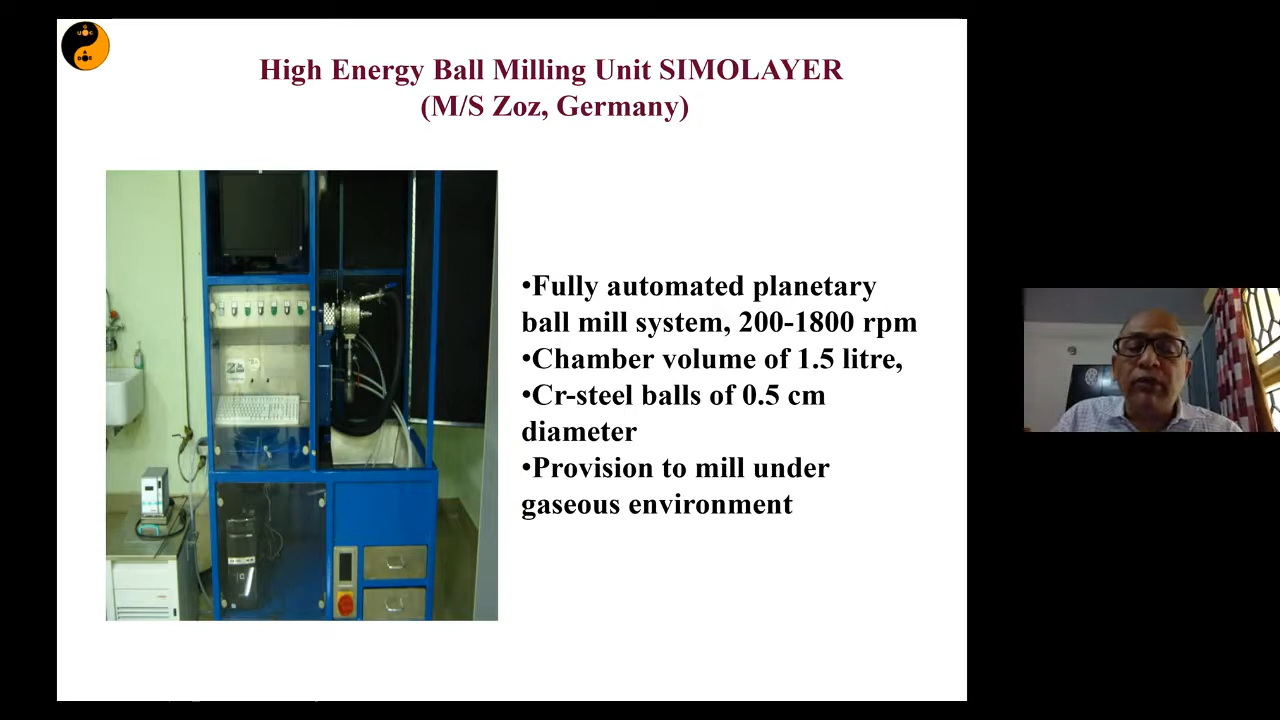 High Energy Ball Milling Unit SIMOLAYER
(M/S Zoz, Germany)
•Fully automated planetary
ball mill system, 200-1800 rpm
•Chamber volume of 1.5 litre,
•Cr-steel balls of 0.5 cm
diameter
•Provision to mill under
gaseous environment